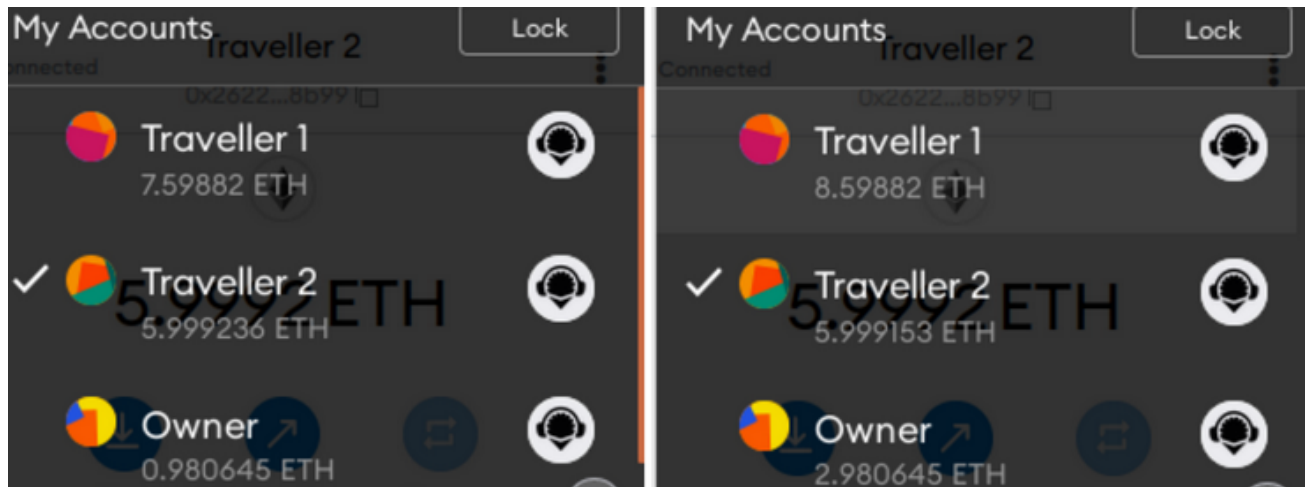 My Accounts
Lock
Traveller 2
onnected
0x2622...8b99
Traveller 1
7.59882 ETH
Traveller 2
5.9992 ETH
5.999236 ETH
Owner
0.980645 ETH
My Accounts
Lock
Traveller 2
Connected
0x2622...8b99
Traveller 1
8.59882 ETH
Traveller 2
5.9992 ETH
5.999153 ETH
Owner
2.980645 ETH